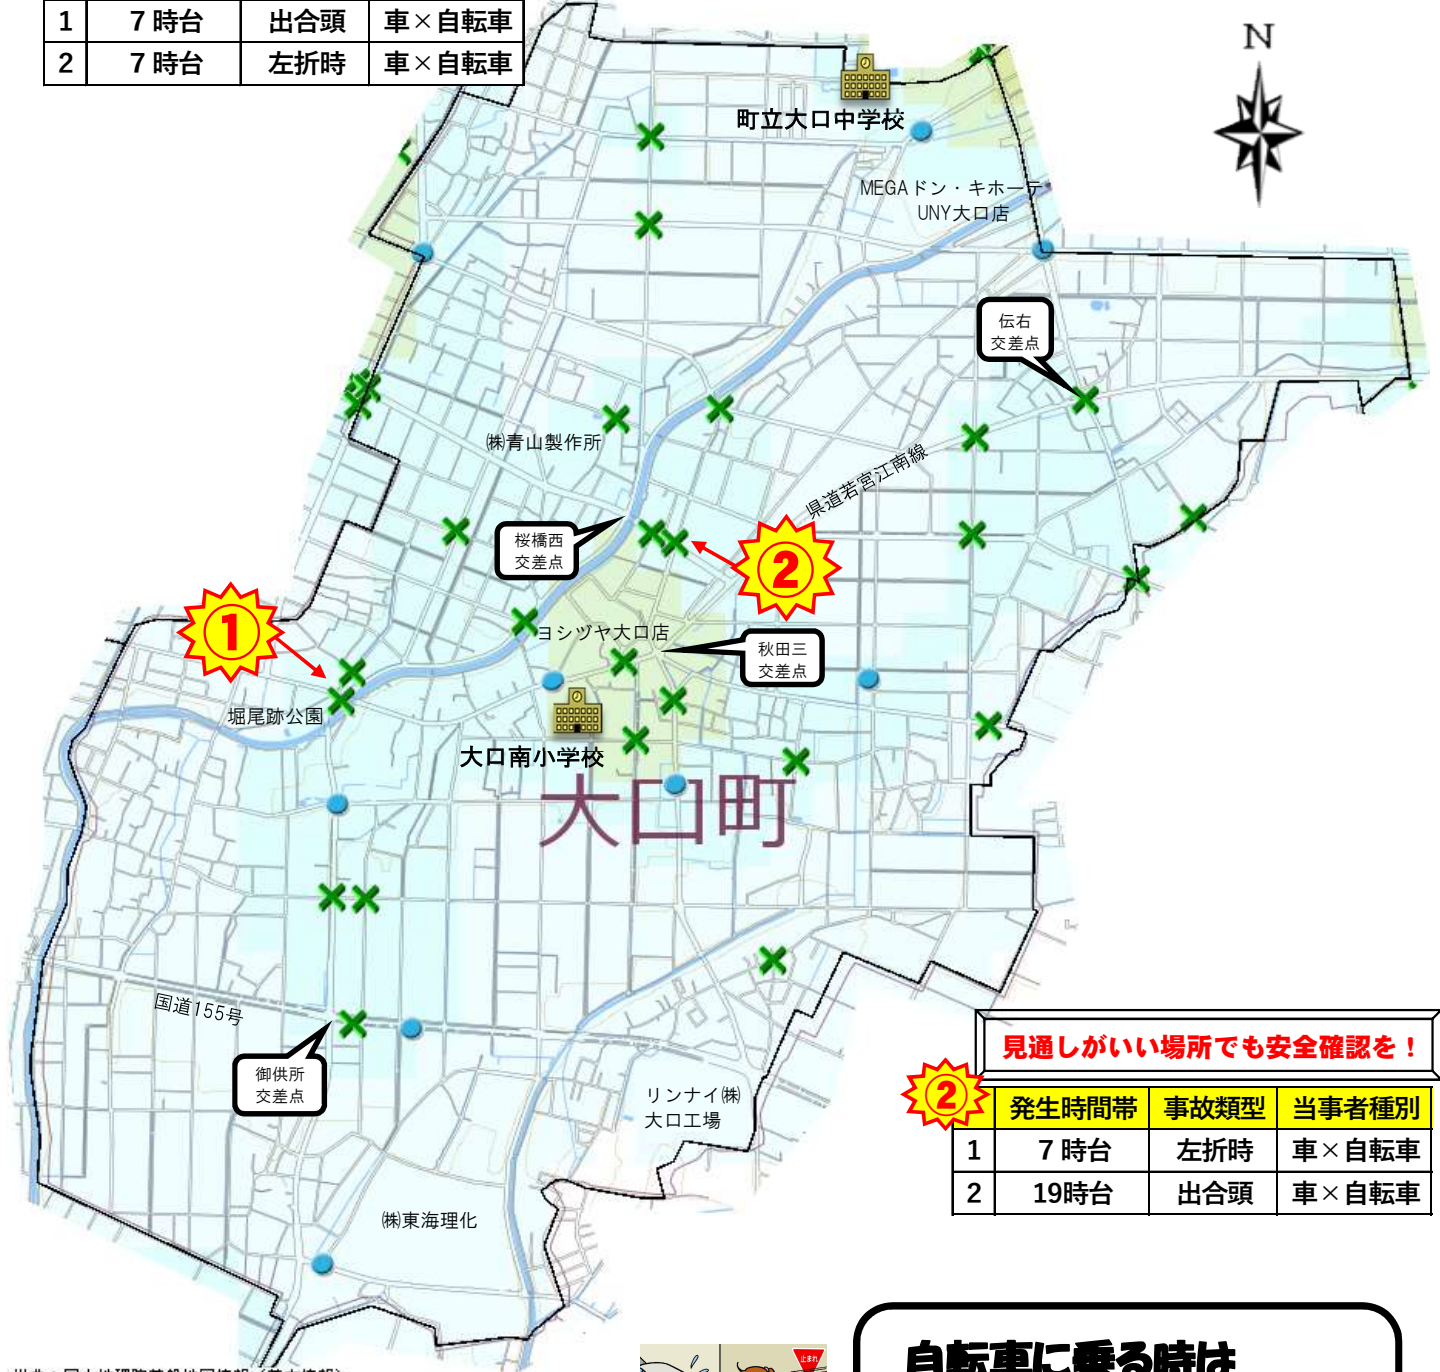 1 7時台 出合頭 車×自転車
2 7時台 左折時 車×自転車
N
町立大口中学校
MEGAドン・キホーテ
UNY大口店
伝右
交差点
㈱青山製作所
県道若宮江南線
桜橋西
交差点
②
①
ヨシヅヤ大口店
秋田三
交差点
堀尾跡公園
大口南小学校
大口町
国道155号
御供所
交差点
リンナイ㈱
大口工場
㈱東海理化
見通しがいい場所でも安全確認を！
② 発生時間帯 事故類型 当事者種別
1 7時台 左折時 車×自転車
2 19時台 出合頭 車×自転車
止まれ
自転車に乗る時は